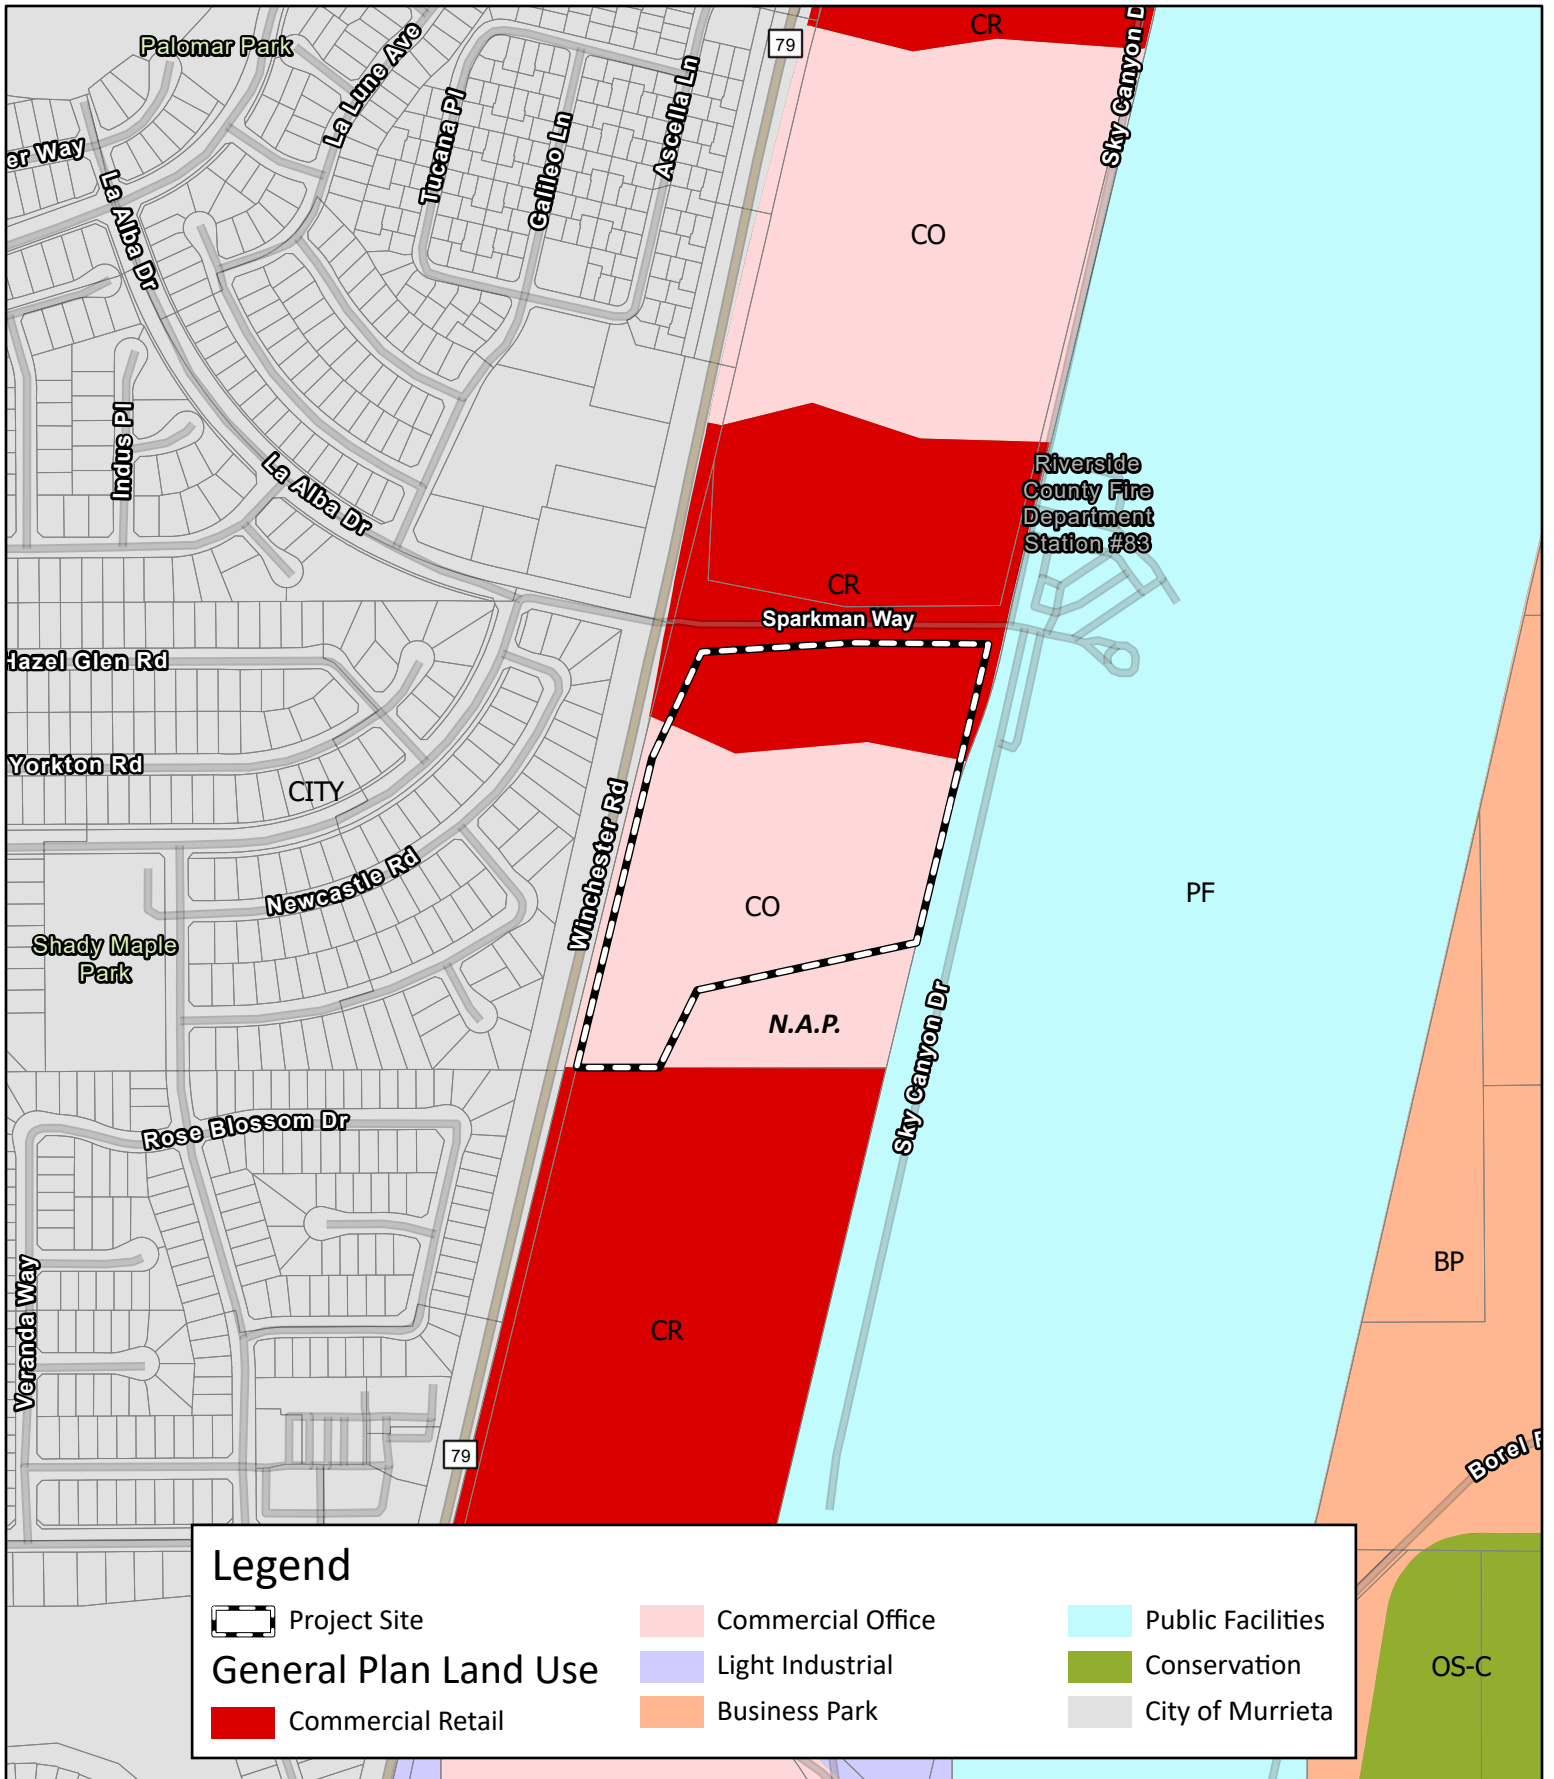 CR
Sky Canyon D
79
Palomar Park
La Lune Ave
Tucana Pl
Galileo Ln
Ascella Ln
er Way
La Alba Dr
CO
Indus Pl
La Alba Dr
Riverside
County Fire
Department
Station #83
CR
Sparkman Way
Hazel Glen Rd
Yorkton Rd
CITY
Winchester Rd
Newcastle Rd
PF
CO
Shady Maple
Park
N.A.P.
Sky Canyon Dr
Rose Blossom Dr
Veranda Way
BP
CR
79
Borel R
Legend
Project Site
General Plan Land Use
Commercial Retail
Commercial Office
Light Industrial
Business Park
Public Facilities
Conservation
City of Murrieta
OS-C